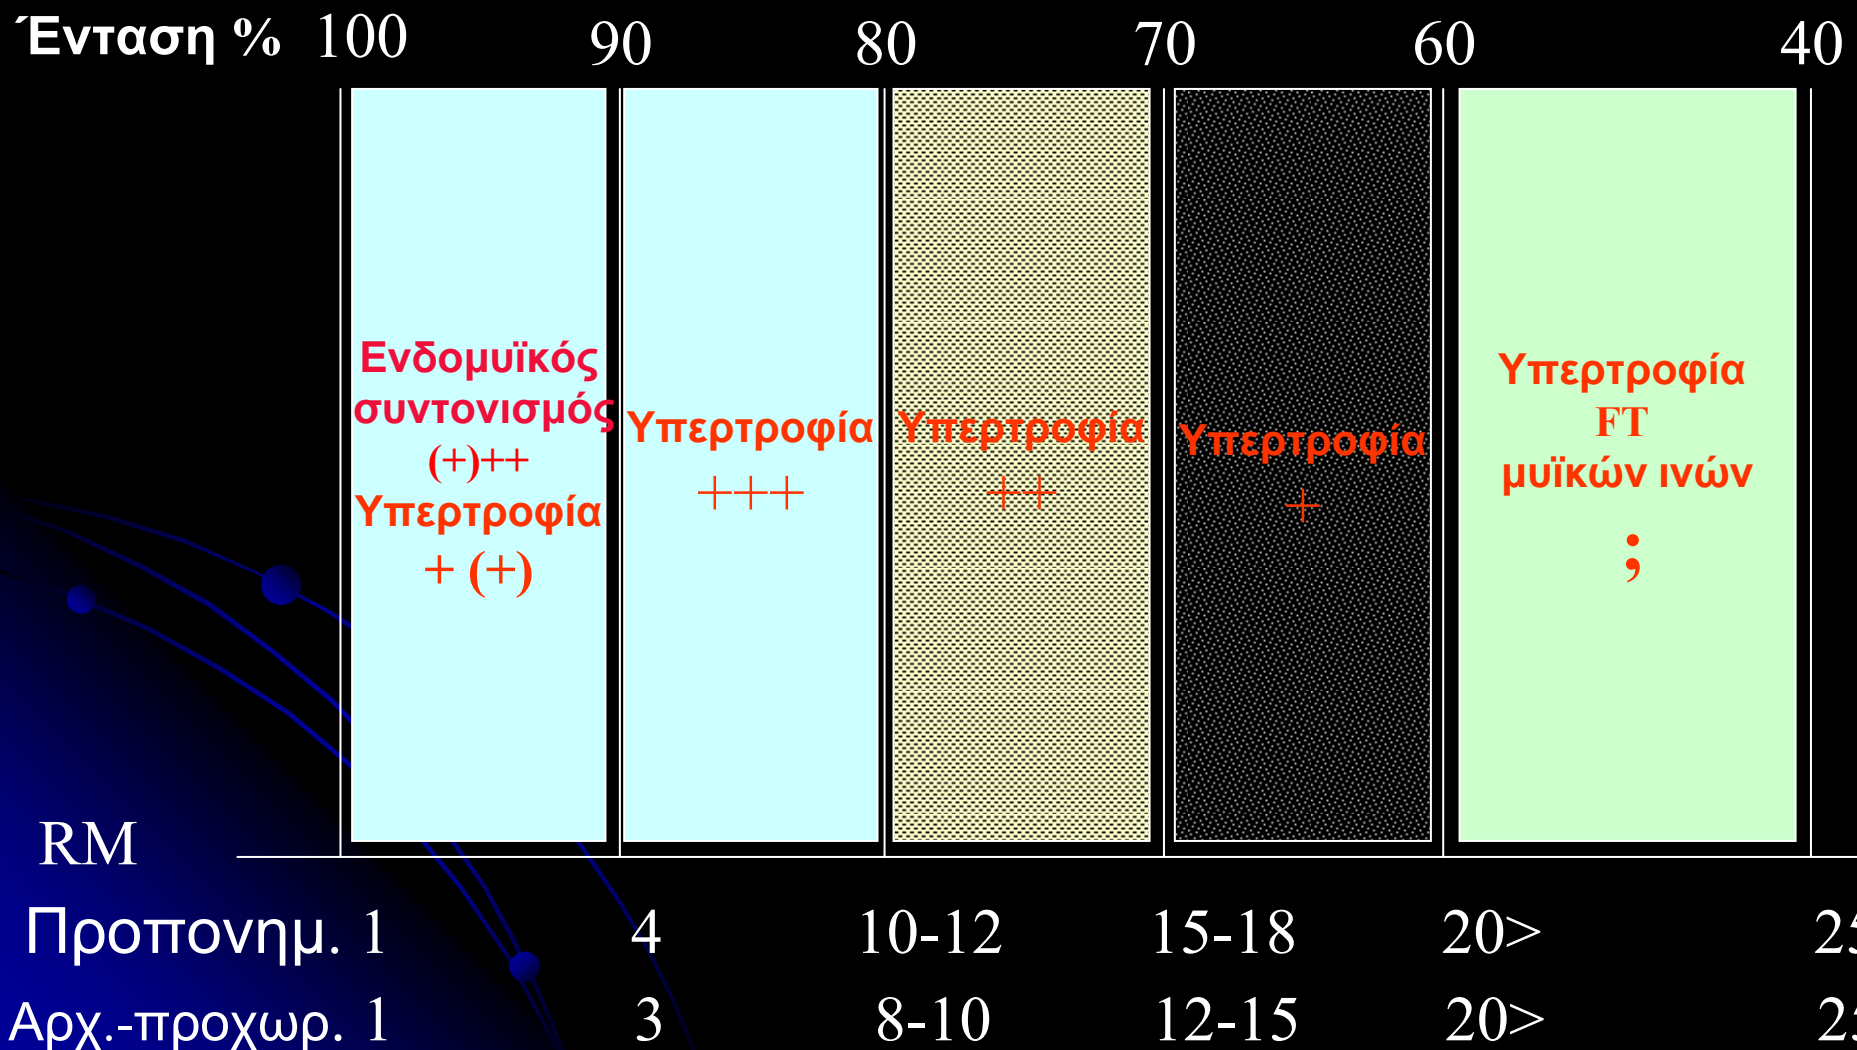 Ένταση % 100 90 80 70 60 40
Ενδομυϊκός
συντονισμός
(+)++
Υπερτροφία
+ (+)
Υπερτροφία
+++
Υπερτροφία
++
Υπερτροφία
+
Υπερτροφία
FT
μυϊκών ινών
;
RM
Προπονημ. 1 4 10-12 15-18 20>
Αρχ.-προχωρ. 1 3 8-10 12-15 20>